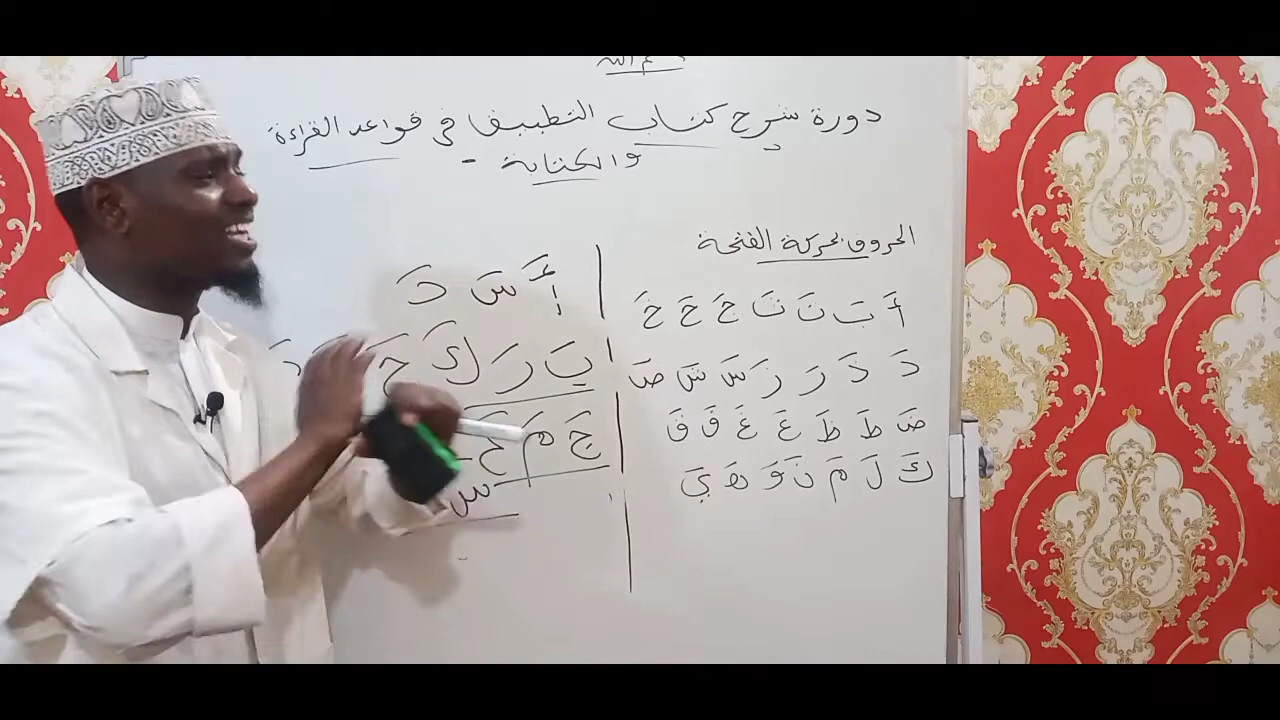 بسم الله
دورة شرح كتاب التطبيق في قواعد القراءة
والكتابة
الحروف بحركة الفتحة
أَ بَ تَ ثَ جَ حَ خَ
دَ ذَ رَ زَ سَ شَ صَ
ضَ طَ ظَ عَ غَ فَ قَ
كَ لَ مَ نَ وَ هَ يَ
أَ سَ دَ
يَ رَ كَ
جَ مَ حَ
س